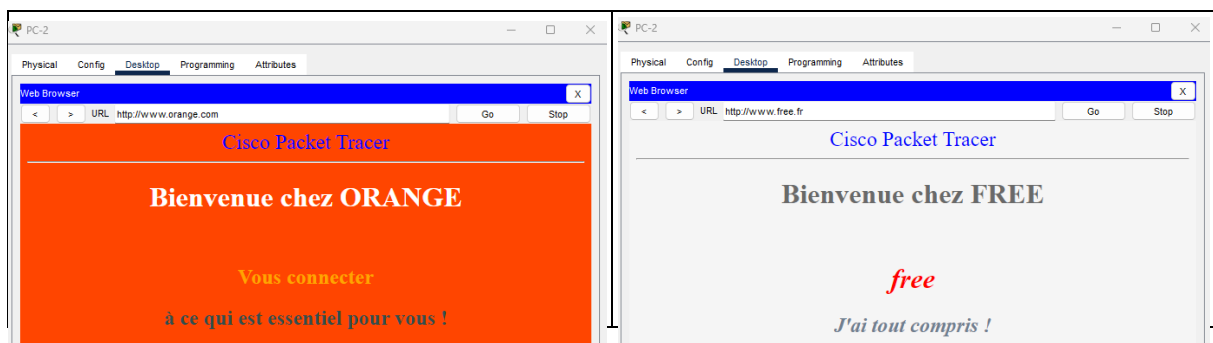 PC-2
Physical Config Desktop Programming Attributes
Web Browser X
< > URL http://www.orange.com Go Stop
Cisco Packet Tracer
Bienvenue chez ORANGE
Vous connecter
à ce qui est essentiel pour vous !
PC-2
Physical Config Desktop Programming Attributes
Web Browser X
< > URL http://www.free.fr Go Stop
Cisco Packet Tracer
Bienvenue chez FREE
free
J'ai tout compris !